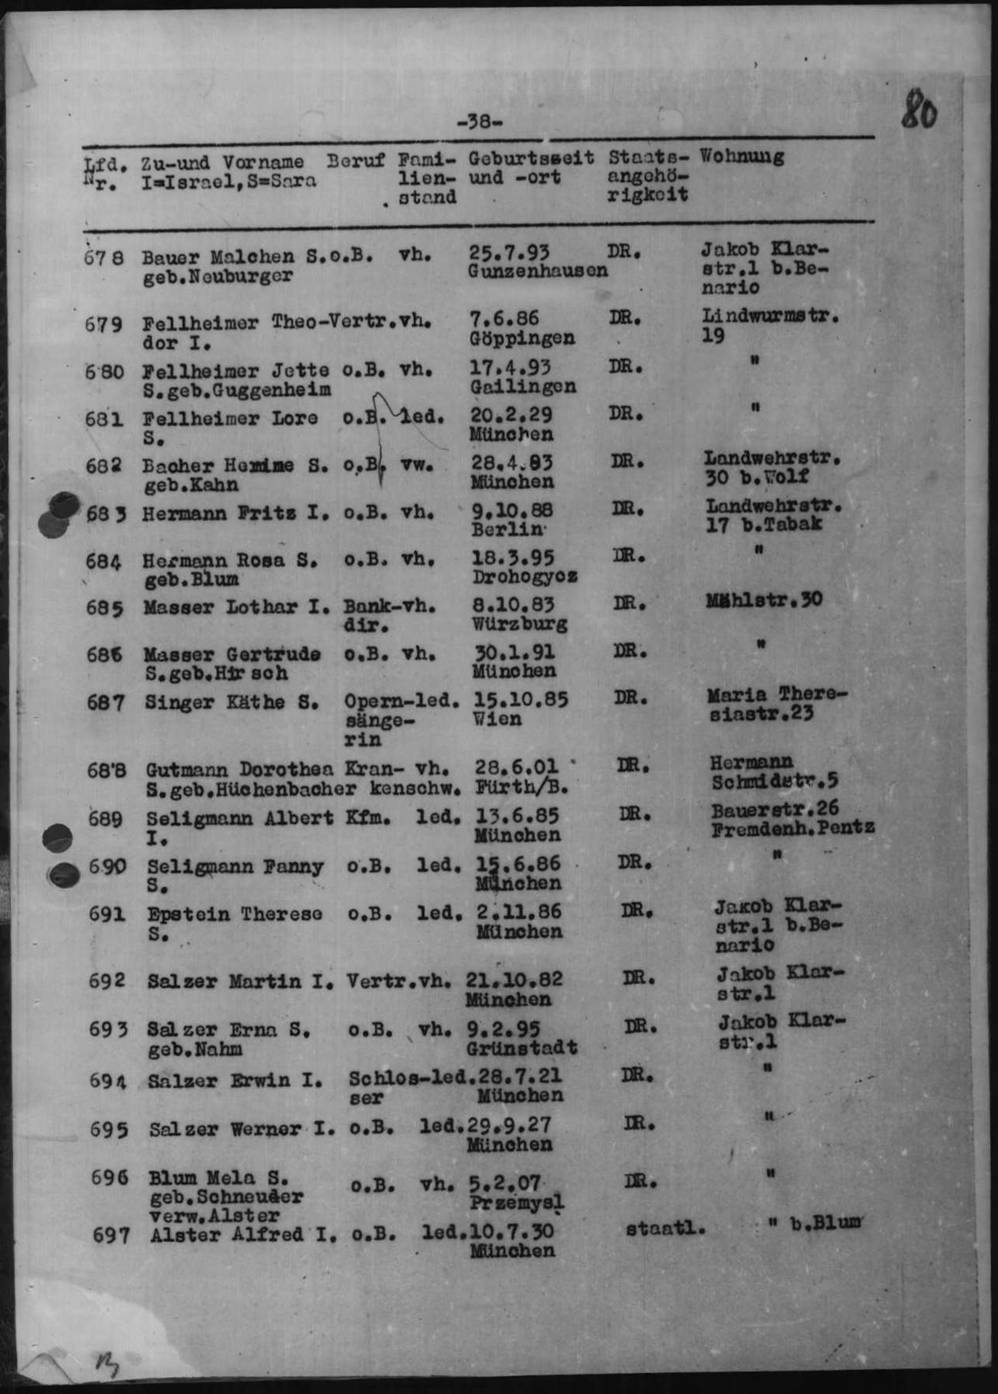 80
-38-
Lfd. Zu-und Vorname Beruf Fami- Geburtsseit Staats- Wohnung
Nr. I=Israel,S=Sara lien- und -ort angehö-
stand rigkeit
678 Bauer Malchen S.o.B. vh. 25.7.93 DR. Jakob Klar-
geb.Neuburger Gunzenhausen str.1 b.Be-
nario
679 Fellheimer Theo-Vertr.vh. 7.6.86 DR. Lindwurmstr.
dor I. Göppingen 19
680 Fellheimer Jette o.B. vh. 17.4.93 DR. "
S.geb.Guggenheim Gailingen
681 Fellheimer Lore o.B. led. 20.2.29 DR. "
S. München
682 Bacher Hermine S. o.B. vw. 28.4.83 DR. Landwehrstr.
geb.Kahn München 30 b.Wolf
683 Hermann Fritz I. o.B. vh. 9.10.88 DR. Landwehrstr.
Berlin 17 b.Tabak
684 Hermann Rosa S. o.B. vh. 18.3.95 DR. "
geb.Blum Drohogyoz
685 Masser Lothar I. Bank-vh. 8.10.83 DR. Mühlstr.30
dir. Würzburg
686 Masser Gertrude o.B. vh. 30.1.91 DR. "
S.geb.Hirsch München
687 Singer Käthe S. Opern-led. 15.10.85 DR. Maria There-
sänge- Wien siastr.23
rin
688 Gutmann Dorothea Kran- vh. 28.6.01 DR. Hermann
S.geb.Hüchenbacher kenschw. Fürth/B. Schmidstr.5
689 Seligmann Albert Kfm. led. 13.6.85 DR. Bauerstr.26
I. München Fremdenh.Pentz
690 Seligmann Fanny o.B. led. 15.6.86 DR. "
S. München
691 Epstein Therese o.B. led. 2.11.86 DR. Jakob Klar-
S. München str.1 b.Be-
nario
692 Salzer Martin I. Vertr.vh. 21.10.82 DR. Jakob Klar-
München str.1
693 Salzer Erna S. o.B. vh. 9.2.95 DR. Jakob Klar-
geb.Nahm Grünstadt str.1
694 Salzer Erwin I. Schlos-led.28.7.21 DR. "
ser München
695 Salzer Werner I. o.B. led.29.9.27 DR. "
München
696 Blum Mela S. o.B. vh. 5.2.07 DR. "
geb.Schneuder Przemysl
verw.Alster
697 Alster Alfred I. o.B. led.10.7.30 staatl. " b.Blum
München